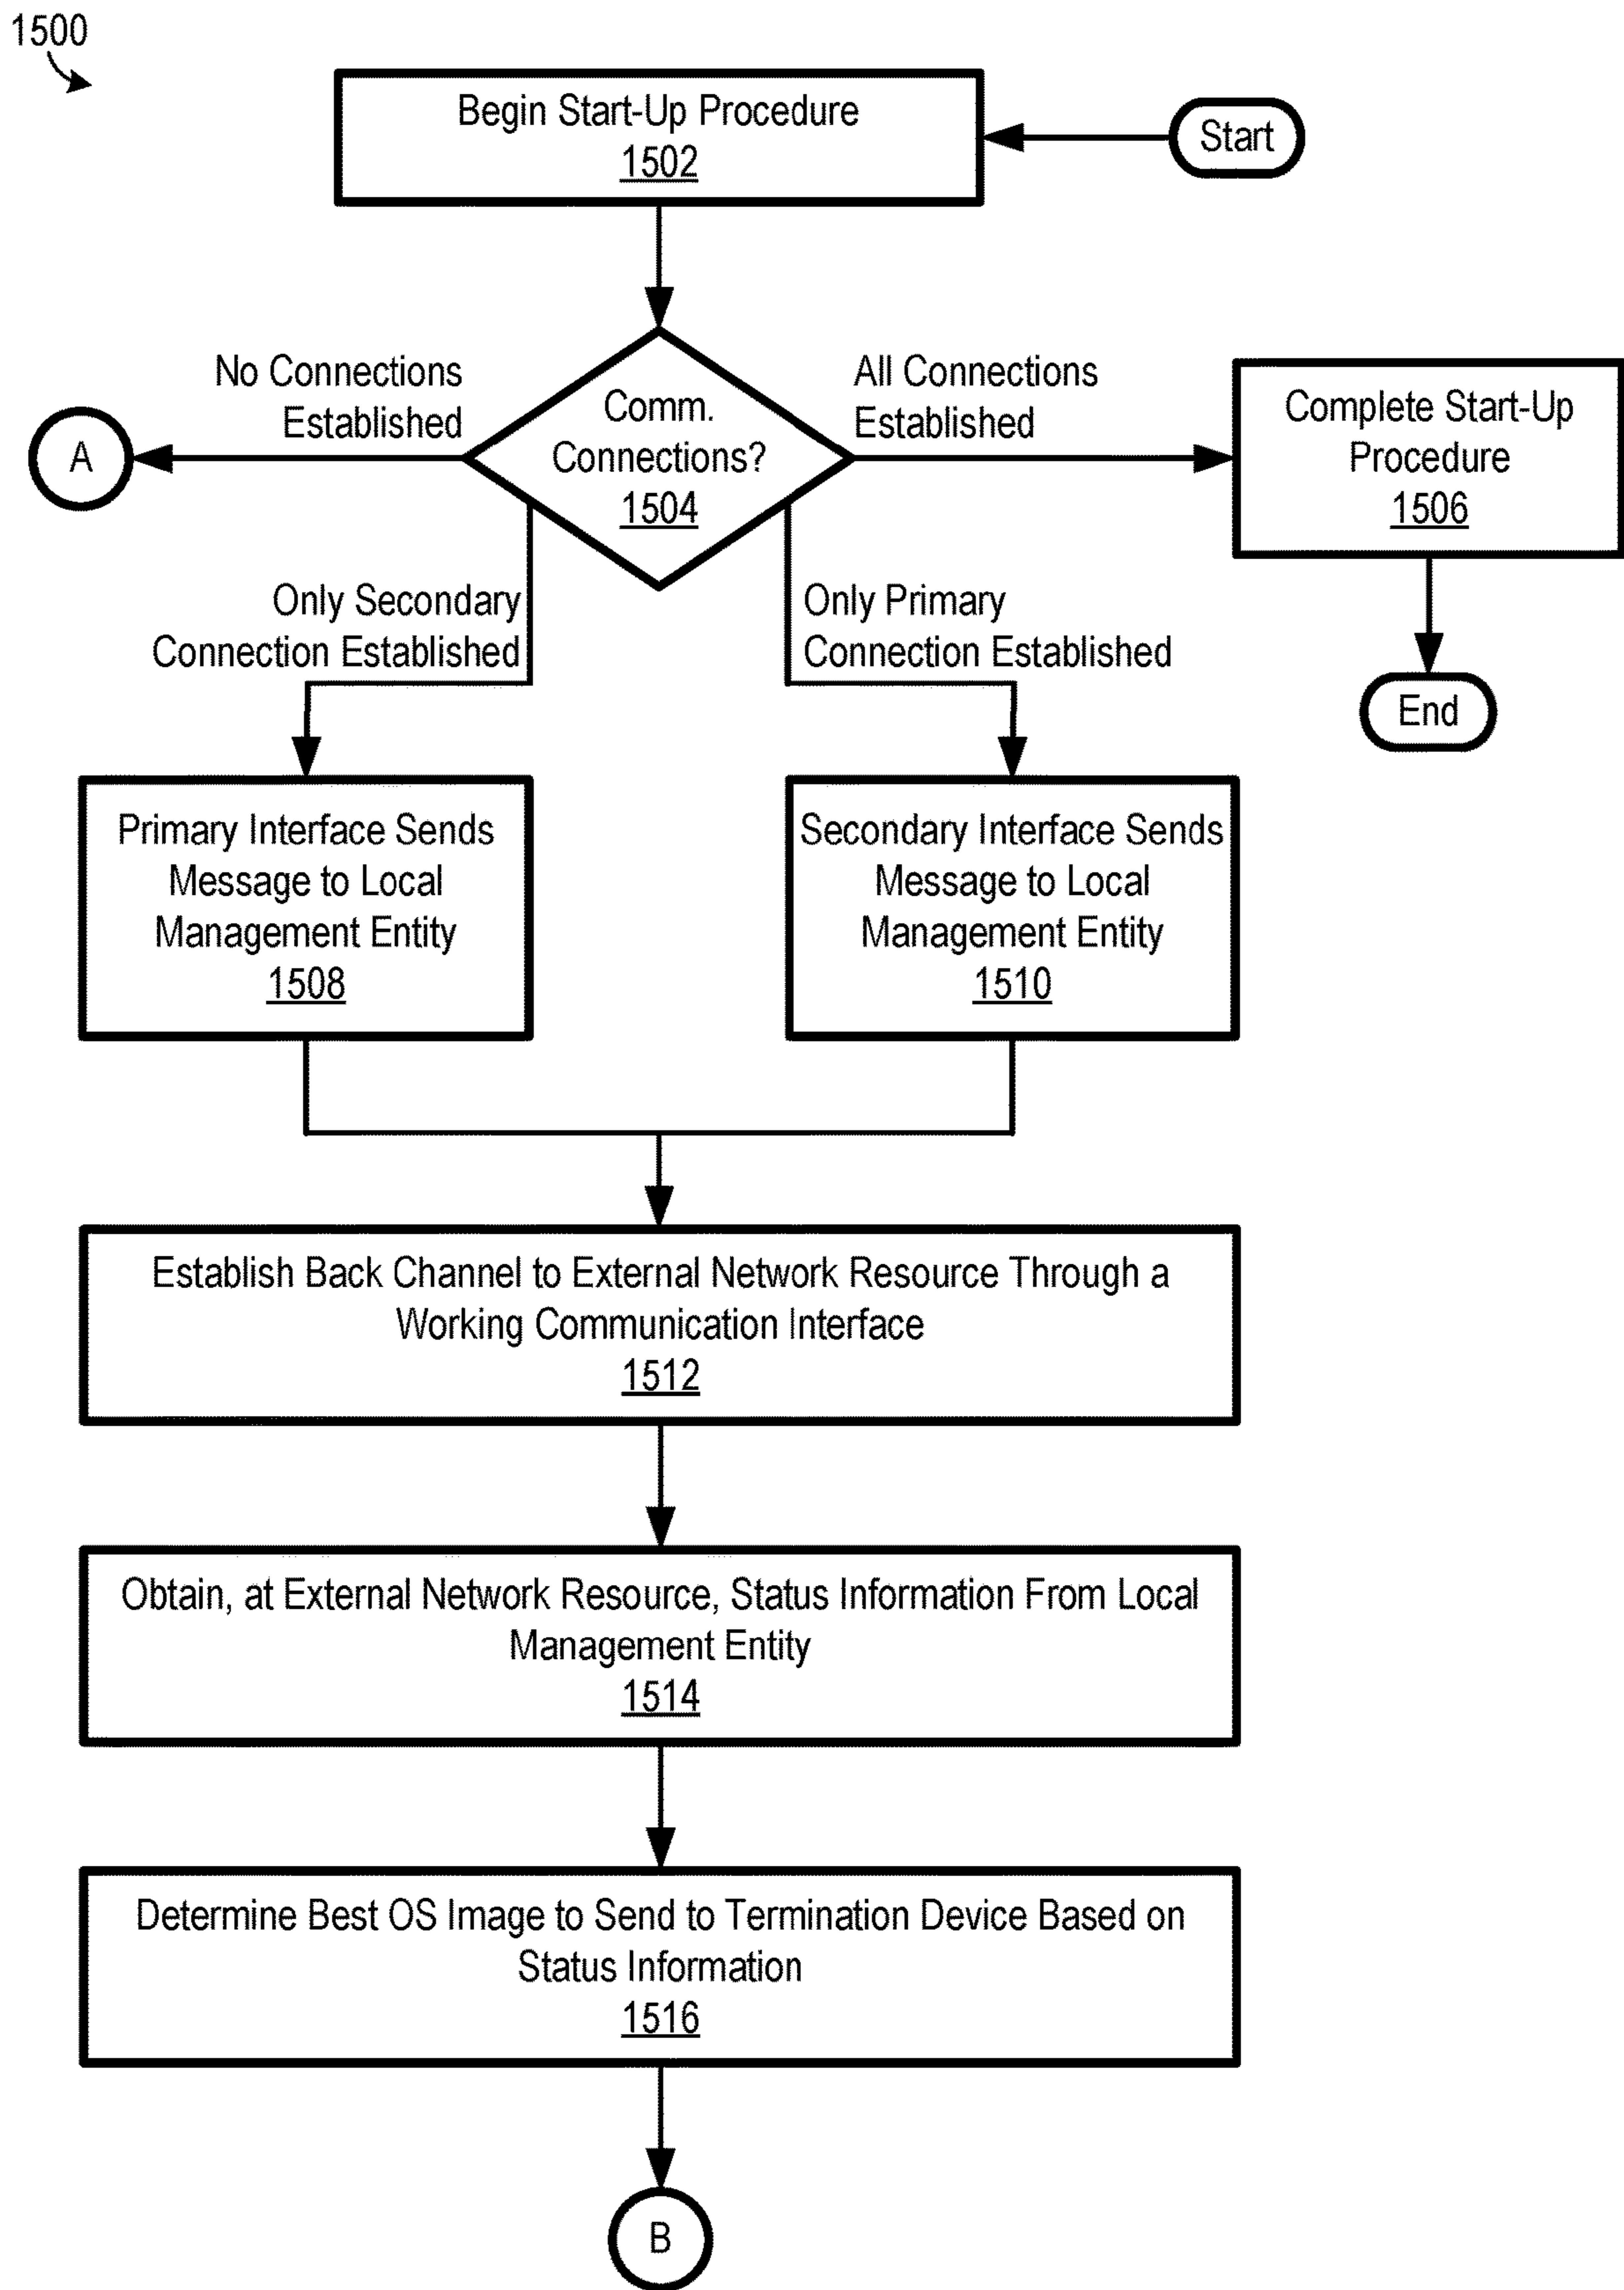 1500
Begin Start-Up Procedure
1502
Start
No Connections
Established
Comm.
Connections?
1504
All Connections
Established
Complete Start-Up
Procedure
1506
A
End
Only Secondary
Connection Established
Only Primary
Connection Established
Primary Interface Sends
Message to Local
Management Entity
1508
Secondary Interface Sends
Message to Local
Management Entity
1510
Establish Back Channel to External Network Resource Through a
Working Communication Interface
1512
Obtain, at External Network Resource, Status Information From Local
Management Entity
1514
Determine Best OS Image to Send to Termination Device Based on
Status Information
1516
B